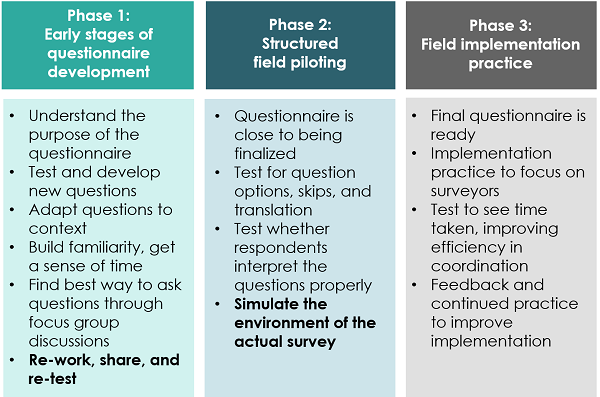 Phase 1:
Early stages of
questionnaire
development
• Understand the
purpose of the
questionnaire
• Test and develop
new questions
• Adapt questions to
context
• Build familiarity, get
a sense of time
• Find best way to ask
questions through
focus group
discussions
• Re-work, share, and
re-test
Phase 2:
Structured
field piloting
• Questionnaire is
close to being
finalized
• Test for question
options, skips, and
translation
• Test whether
respondents
interpret the
questions properly
• Simulate the
environment of the
actual survey
Phase 3:
Field implementation
practice
• Final questionnaire is
ready
• Implementation
practice to focus on
surveyors
• Test to see time
taken, improving
efficiency in
coordination
• Feedback and
continued practice
to improve
implementation